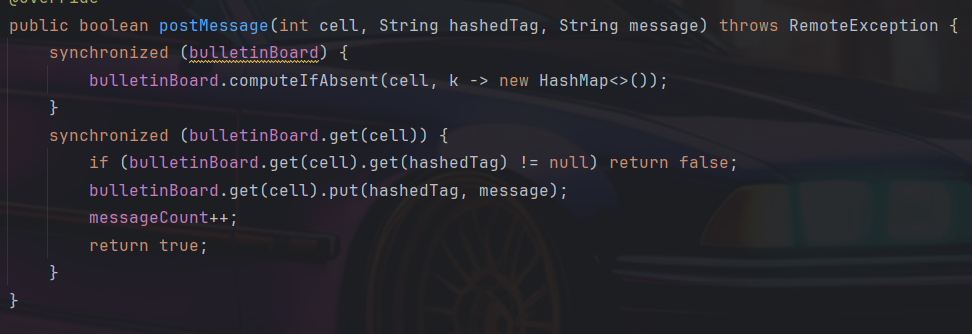 @Override
public boolean postMessage(int cell, String hashedTag, String message) throws RemoteException {
    synchronized (bulletinBoard) {
        bulletinBoard.computeIfAbsent(cell, k -> new HashMap<>());
    }
    synchronized (bulletinBoard.get(cell)) {
        if (bulletinBoard.get(cell).get(hashedTag) != null) return false;
        bulletinBoard.get(cell).put(hashedTag, message);
        messageCount++;
        return true;
    }
}